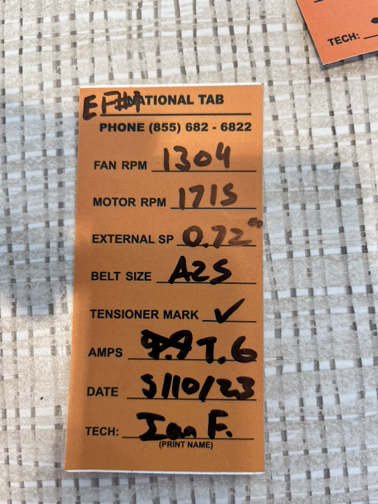 TECH:
NATIONAL TAB
PHONE (855) 682 - 6822
FAN RPM 1304
MOTOR RPM 1715
EXTERNAL SP 0.72"
BELT SIZE A25
TENSIONER MARK ✓
AMPS 7.6
DATE 5/10/23
TECH: Ian F.
(PRINT NAME)